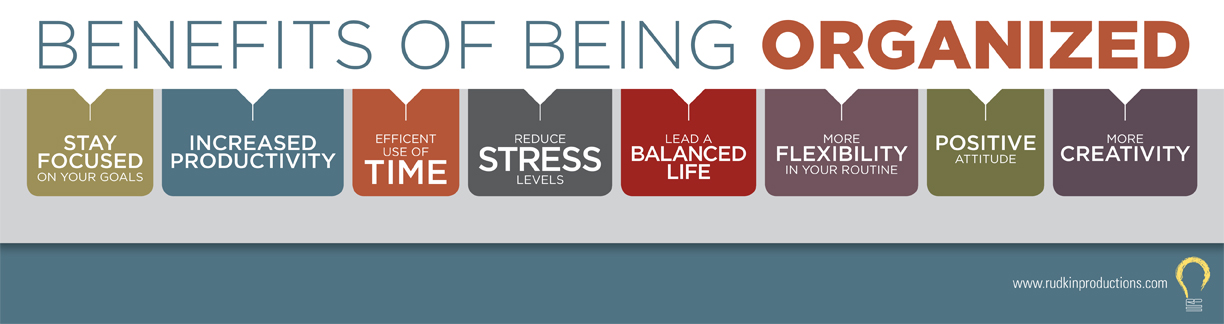 BENEFITS OF BEING ORGANIZED
STAY
FOCUSED
ON YOUR GOALS
INCREASED
PRODUCTIVITY
EFFICENT
USE OF
TIME
REDUCE
STRESS
LEVELS
LEAD A
BALANCED
LIFE
MORE
FLEXIBILITY
IN YOUR ROUTINE
POSITIVE
ATTITUDE
MORE
CREATIVITY
www.rudkinproductions.com